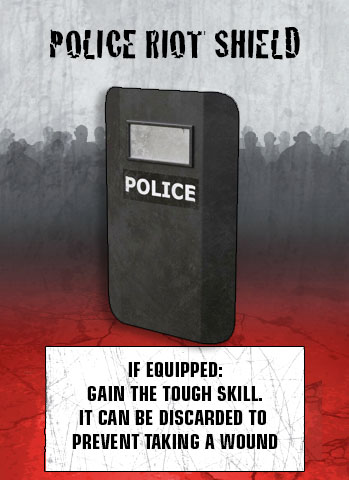 POLICE RIOT SHIELD
POLICE
IF EQUIPPED:
GAIN THE TOUGH SKILL.
IT CAN BE DISCARDED TO
PREVENT TAKING A WOUND